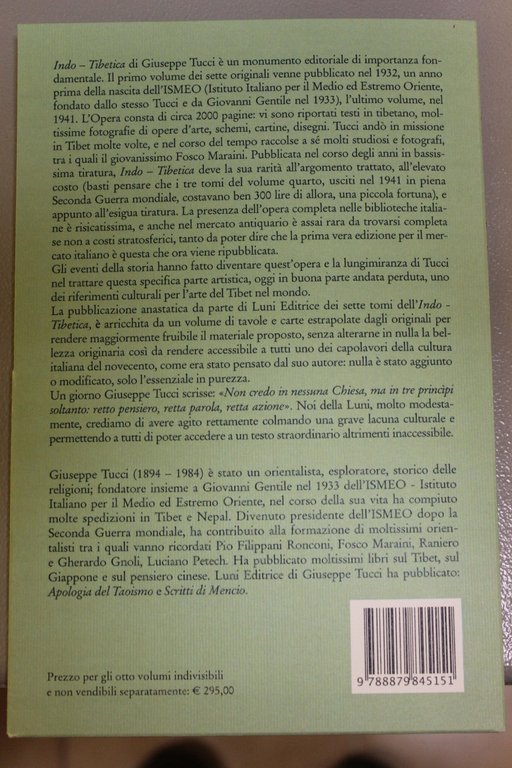 Indo – Tibetica di Giuseppe Tucci è un monumento editoriale di importanza fon-
damentale. Il primo volume dei sette originali venne pubblicato nel 1932, un anno
prima della nascita dell'ISMEO (Istituto Italiano per il Medio ed Estremo Oriente,
fondato dallo stesso Tucci e da Giovanni Gentile nel 1933), l'ultimo volume, nel
1941. L'Opera consta di circa 2000 pagine: vi sono riportati testi in tibetano, mol-
tissime fotografie di opere d'arte, schemi, cartine, disegni. Tucci andò in missione
in Tibet molte volte, e nel corso del tempo raccolse a sé molti studiosi e fotografi,
tra i quali il giovanissimo Fosco Maraini. Pubblicata nel corso degli anni in bassis-
sima tiratura, Indo – Tibetica deve la sua rarità all'argomento trattato, all'elevato
costo (basti pensare che i tre tomi del volume quarto, usciti nel 1941 in piena
Seconda Guerra mondiale, costavano ben 300 lire di allora, una piccola fortuna), e
appunto all'esigua tiratura. La presenza dell'opera completa nelle biblioteche italia-
ne è risicatissima, e anche nel mercato antiquario è assai rara da trovarsi completa
se non a costi stratosferici, tanto da poter dire che la prima vera edizione per il mer-
cato italiano è questa che ora viene ripubblicata.
Gli eventi della storia hanno fatto diventare quest'opera e la lungimiranza di Tucci
nel trattare questa specifica parte artistica, oggi in buona parte andata perduta, uno
dei riferimenti culturali per l'arte del Tibet nel mondo.
La pubblicazione anastatica da parte di Luni Editrice dei sette tomi dell'Indo -
Tibetica, è arricchita da un volume di tavole e carte estrapolate dagli originali per
rendere maggiormente fruibile il materiale proposto, senza alterarne in nulla la bel-
lezza originaria così da rendere accessibile a tutti uno dei capolavori della cultura
italiana del novecento, come era stato pensato dal suo autore: nulla è stato aggiunto
o modificato, solo l'essenziale in purezza.
Un giorno Giuseppe Tucci scrisse: «Non credo in nessuna Chiesa, ma in tre principi
soltanto: retto pensiero, retta parola, retta azione». Noi della Luni, molto modesta-
mente, crediamo di avere agito rettamente colmando una grave lacuna culturale e
permettendo a tutti di poter accedere a un testo straordinario altrimenti inaccessibile.
Giuseppe Tucci (1894 – 1984) è stato un orientalista, esploratore, storico delle
religioni; fondatore insieme a Giovanni Gentile nel 1933 dell'ISMEO - Istituto
Italiano per il Medio ed Estremo Oriente, nel corso della sua vita ha compiuto
molte spedizioni in Tibet e Nepal. Divenuto presidente dell'ISMEO dopo la
Seconda Guerra mondiale, ha contribuito alla formazione di moltissimi orien-
talisti tra i quali vanno ricordati Pio Filippani Ronconi, Fosco Maraini, Raniero
e Gherardo Gnoli, Luciano Petech. Ha pubblicato moltissimi libri sul Tibet, sul
Giappone e sul pensiero cinese. Luni Editrice di Giuseppe Tucci ha pubblicato:
Apologia del Taoismo e Scritti di Mencio.
Prezzo per gli otto volumi indivisibili
e non vendibili separatamente: € 295,00
9 788879 845151